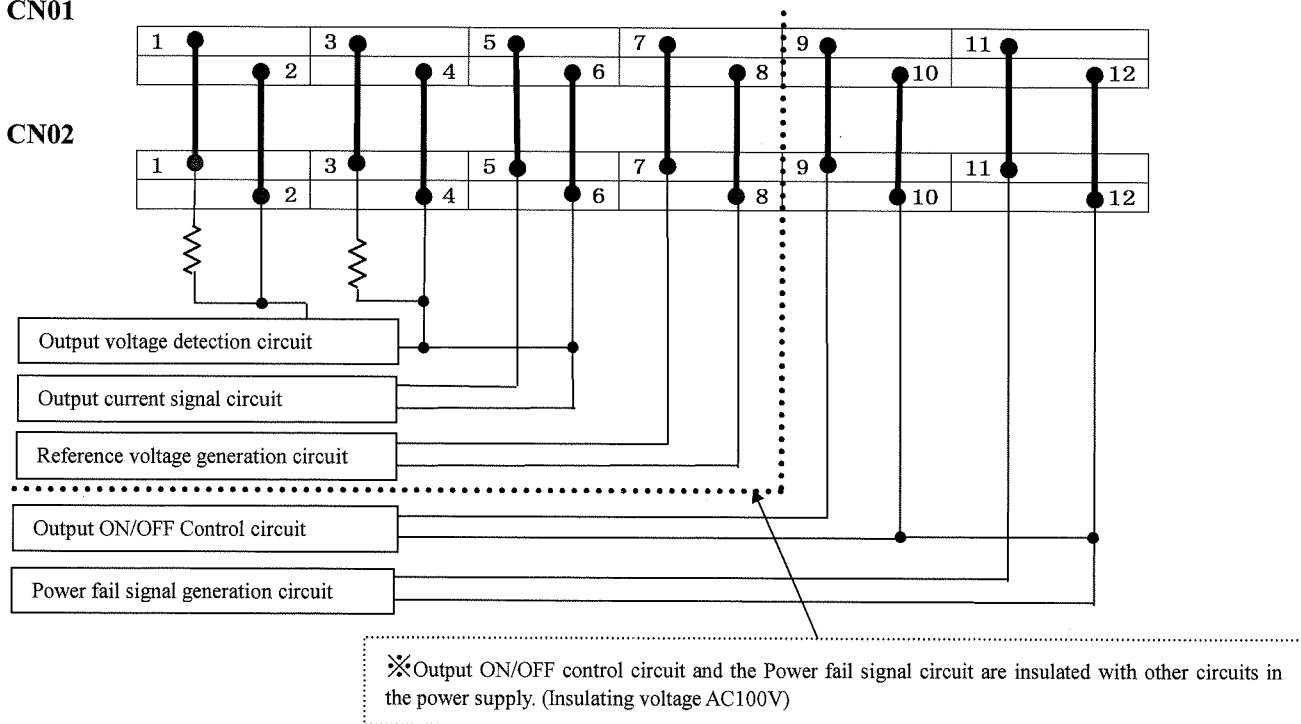 CN01
1 3 5 7 9 11
2 4 6 8 10 12
CN02
1 3 5 7 9 11
2 4 6 8 10 12
Output voltage detection circuit
Output current signal circuit
Reference voltage generation circuit
Output ON/OFF Control circuit
Power fail signal generation circuit
※Output ON/OFF control circuit and the Power fail signal circuit are insulated with other circuits in
the power supply. (Insulating voltage AC100V)